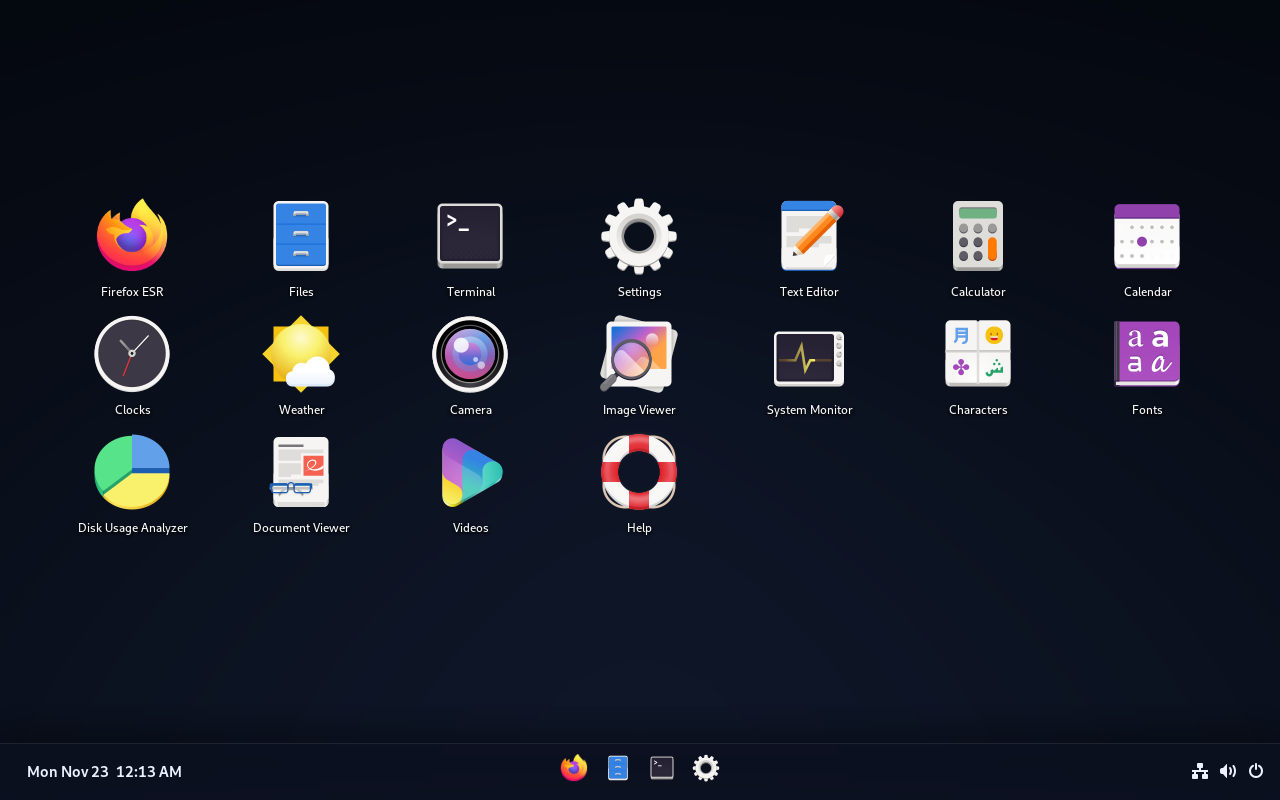 Firefox ESR
Files
Terminal
Settings
Text Editor
Calculator
Calendar
Clocks
Weather
Camera
Image Viewer
System Monitor
Characters
Fonts
Disk Usage Analyzer
Document Viewer
Videos
Help
Mon Nov 23 12:13 AM